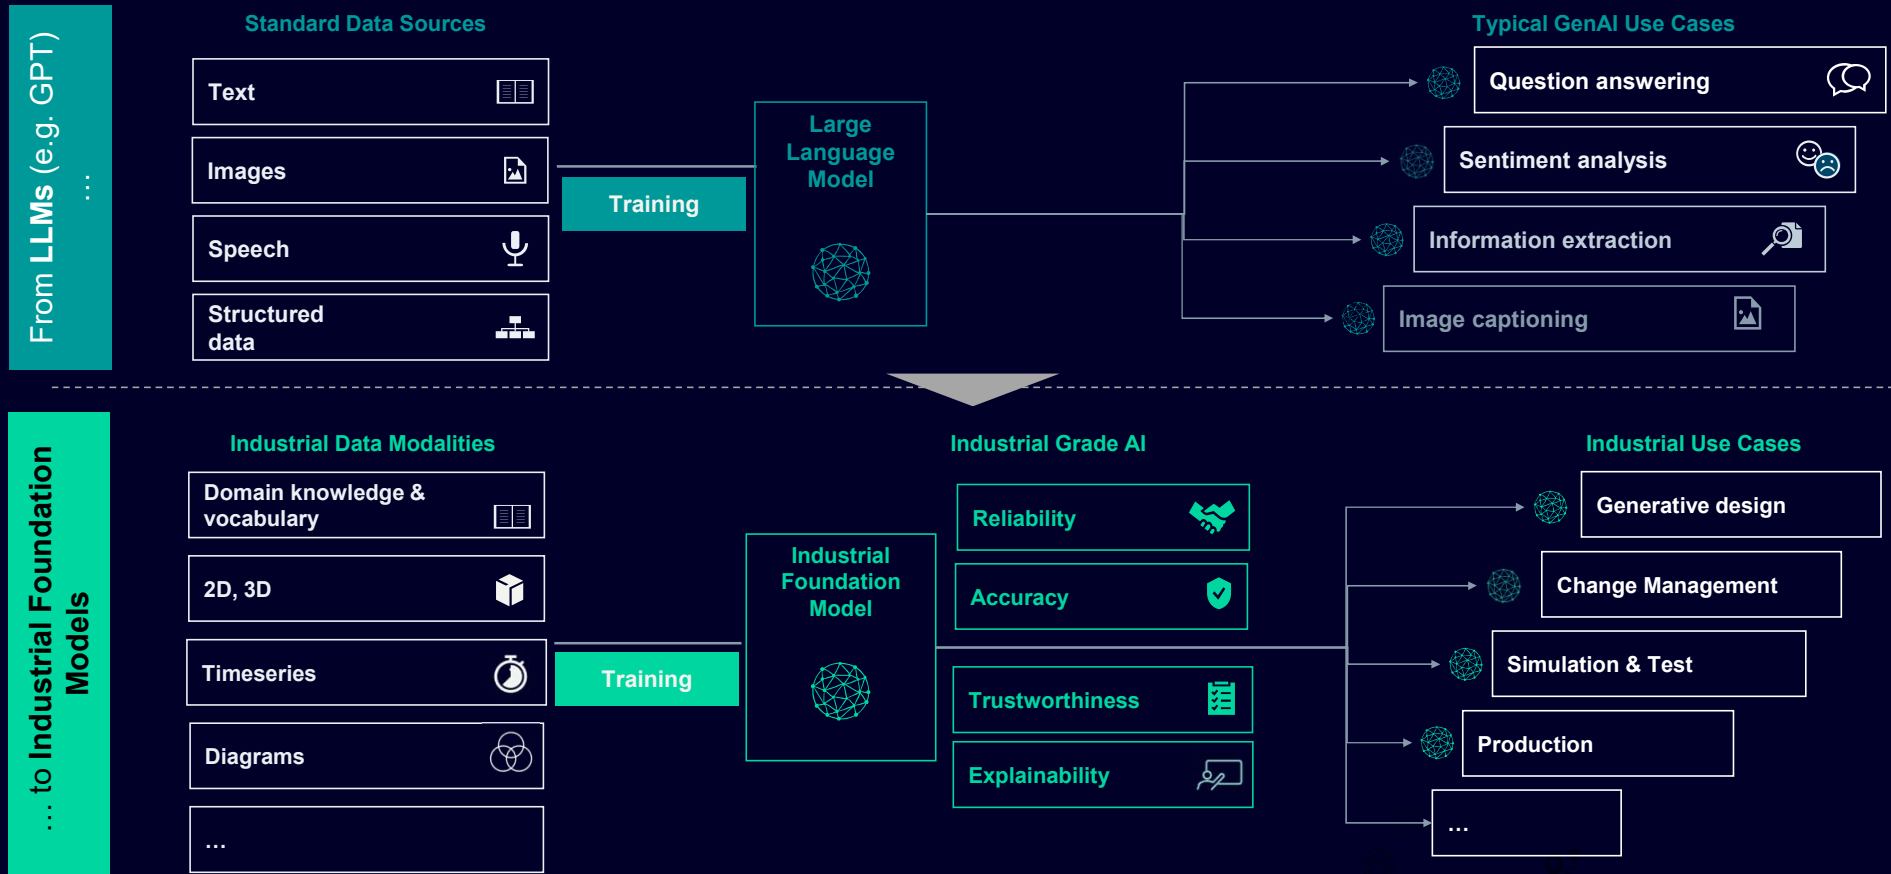 From LLMs (e.g. GPT)
…
Standard Data Sources
Text
Images
Speech
Structured
data
Training
Large
Language
Model
Typical GenAI Use Cases
Question answering
Sentiment analysis
Information extraction
Image captioning
… to Industrial Foundation
Models
Industrial Data Modalities
Domain knowledge &
vocabulary
2D, 3D
Timeseries
Diagrams
…
Training
Industrial
Foundation
Model
Industrial Grade AI
Reliability
Accuracy
Trustworthiness
Explainability
Industrial Use Cases
Generative design
Change Management
Simulation & Test
Production
…